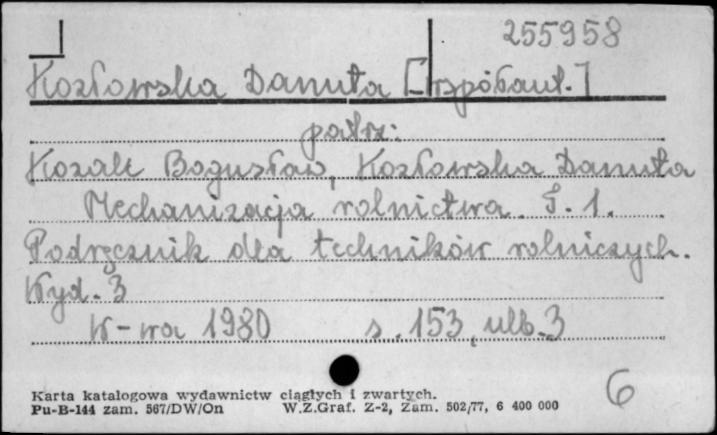 255958
Kozłowska Danuta [współaut.]
patrz:
Kozak Bogusław, Kozłowska Danuta
Mechanizacja rolnictwa. T. 1.
Podręcznik dla techników rolniczych.
Wyd. 3
W-wa 1980 s. 153, ulb. 3
6
Karta katalogowa wydawnictw ciągłych i zwartych.
Pu-B-144 zam. 567/DW/On W.Z.Graf. Z-2, Zam. 502/77, 6 400 000